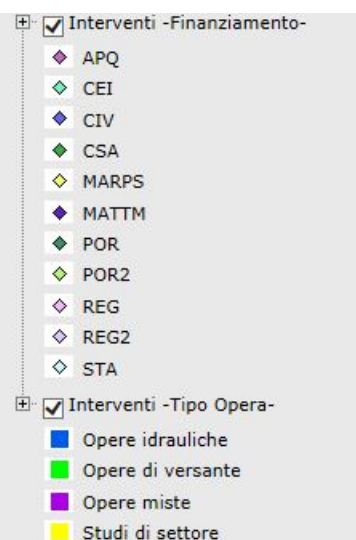 Interventi -Finanziamento-
APQ
CEI
CIV
CSA
MARPS
MATTM
POR
POR2
REG
REG2
STA
Interventi -Tipo Opera-
Opere idrauliche
Opere di versante
Opere miste
Studi di settore